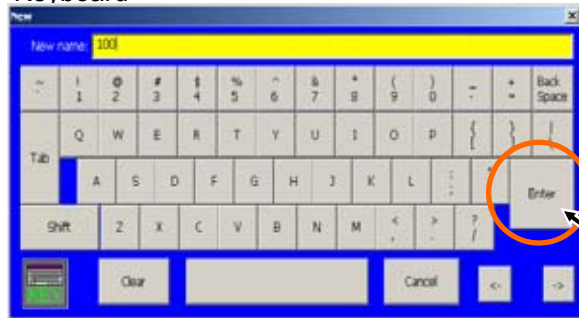 Keyboard
New
New name: 100
~ ! @ # $ % ^ & * ( ) _ + Back
` 1 2 3 4 5 6 7 8 9 0 - = Space
Q W E R T Y U I O P { } |
Tab [ ] \
A S D F G H J K L : "
; Enter
Shift Z X C V B N M < > ?
, . /
KEY Clear Cancel <- ->